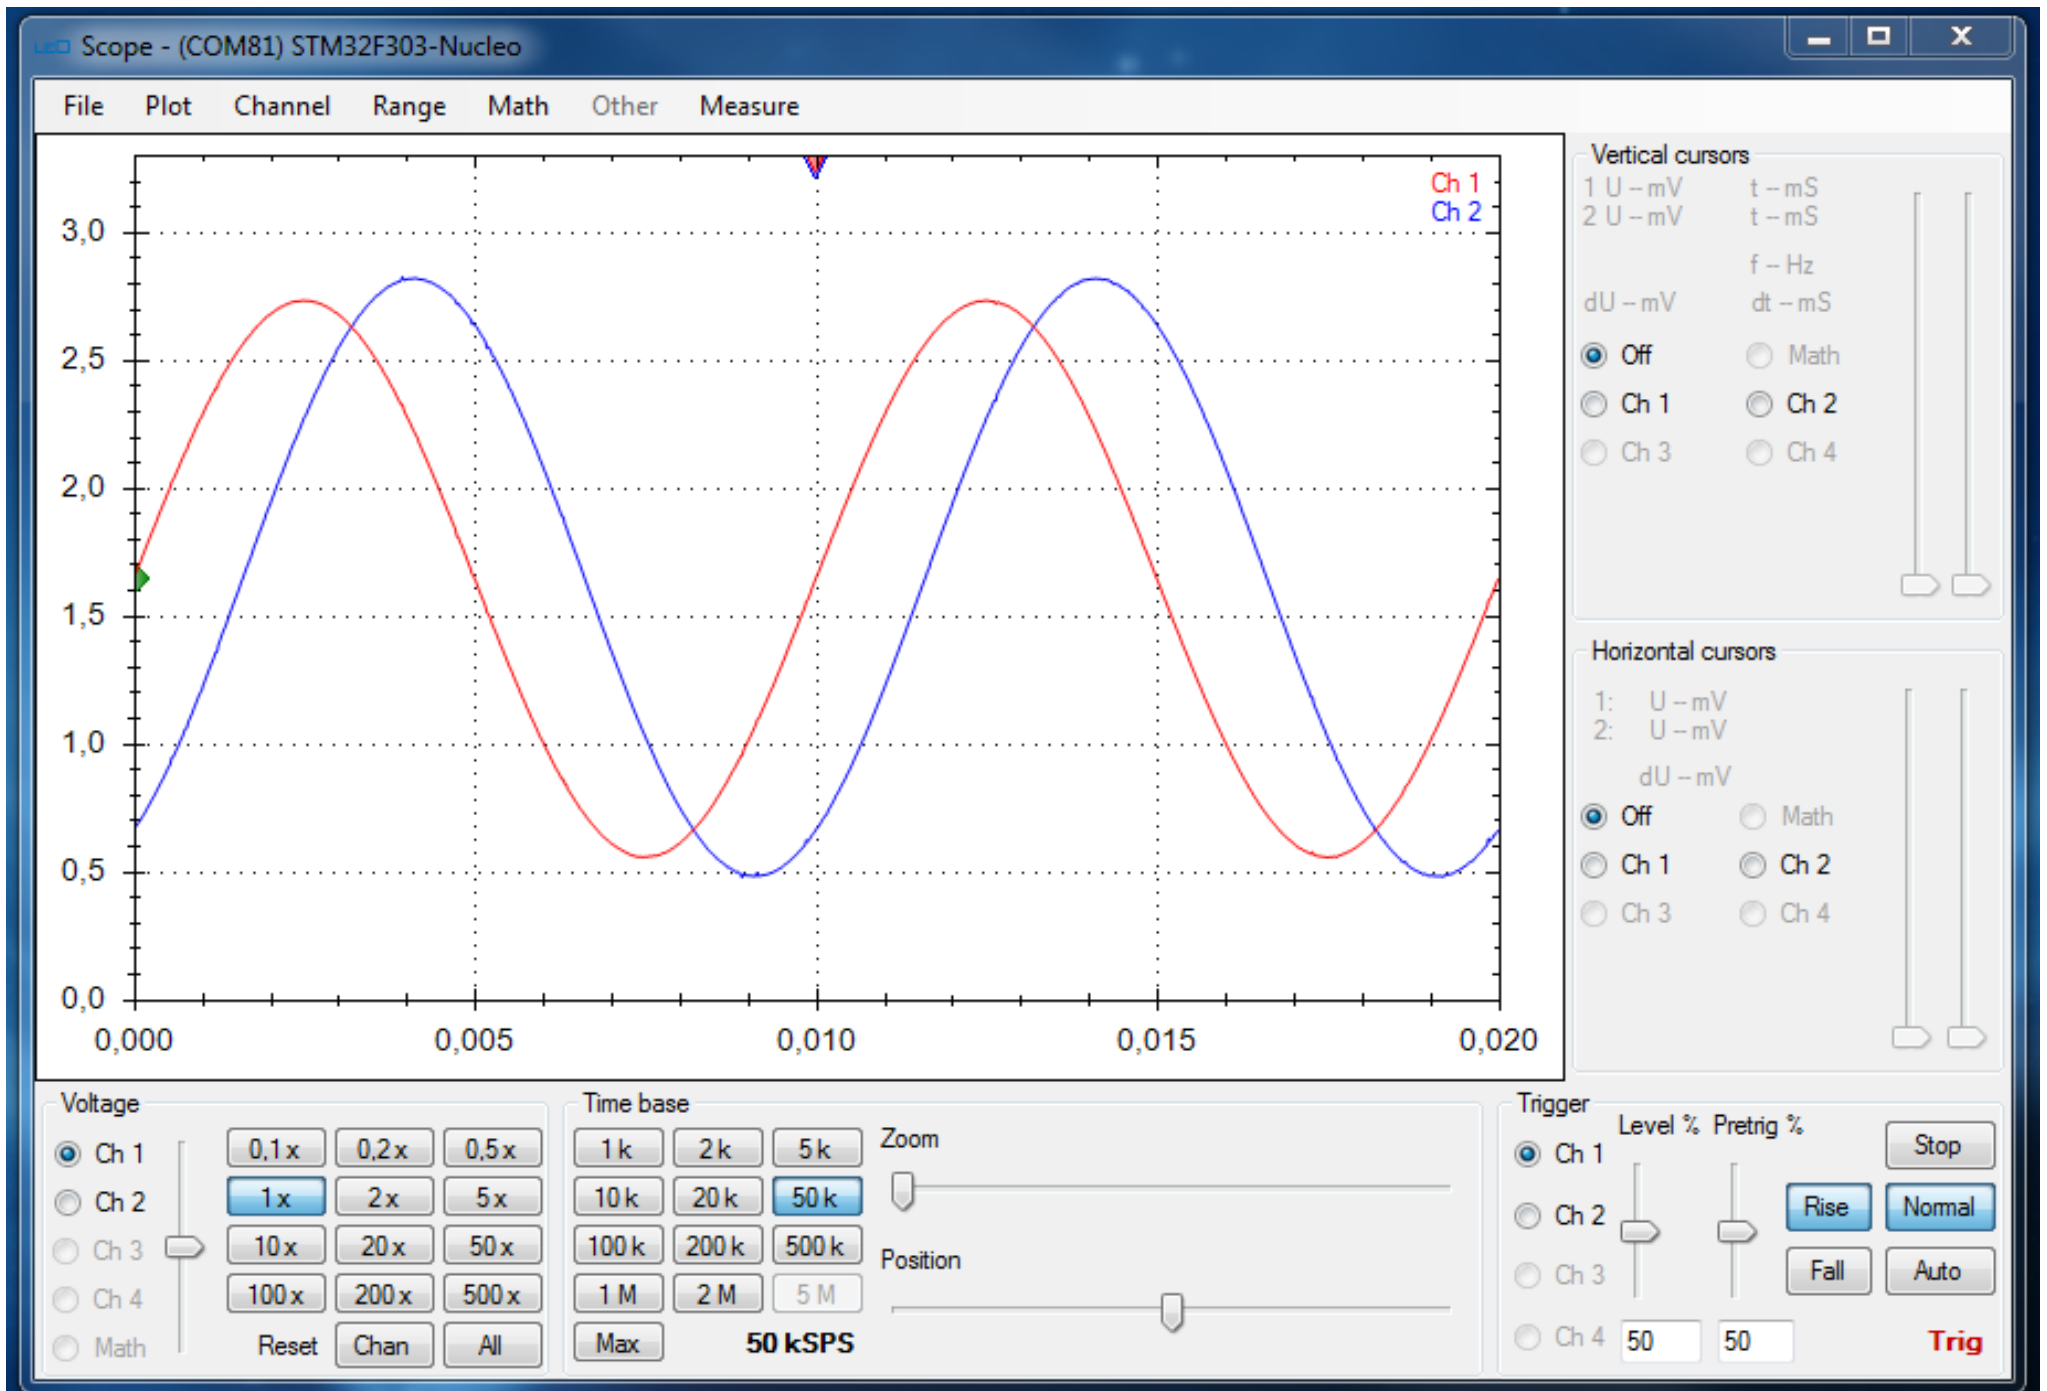 LEO Scope - (COM81) STM32F303-Nucleo
File Plot Channel Range Math Other Measure
Ch 1
Ch 2
3,0
2,5
2,0
1,5
1,0
0,5
0,0
0,000 0,005 0,010 0,015 0,020
Vertical cursors
1 U -- mV t -- mS
2 U -- mV t -- mS
f -- Hz
dU -- mV dt -- mS
Off Math
Ch 1 Ch 2
Ch 3 Ch 4
Horizontal cursors
1: U -- mV
2: U -- mV
dU -- mV
Off Math
Ch 1 Ch 2
Ch 3 Ch 4
Voltage
Ch 1
Ch 2
Ch 3
Ch 4
Math
0,1 x 0,2 x 0,5 x
1 x 2 x 5 x
10 x 20 x 50 x
100 x 200 x 500 x
Reset Chan All
Time base
1 k 2 k 5 k
10 k 20 k 50 k
100 k 200 k 500 k
1 M 2 M 5 M
Max 50 kSPS
Zoom
Position
Trigger
Level % Pretrig %
Ch 1
Ch 2
Ch 3
Ch 4
50 50
Stop
Rise Normal
Fall Auto
Trig